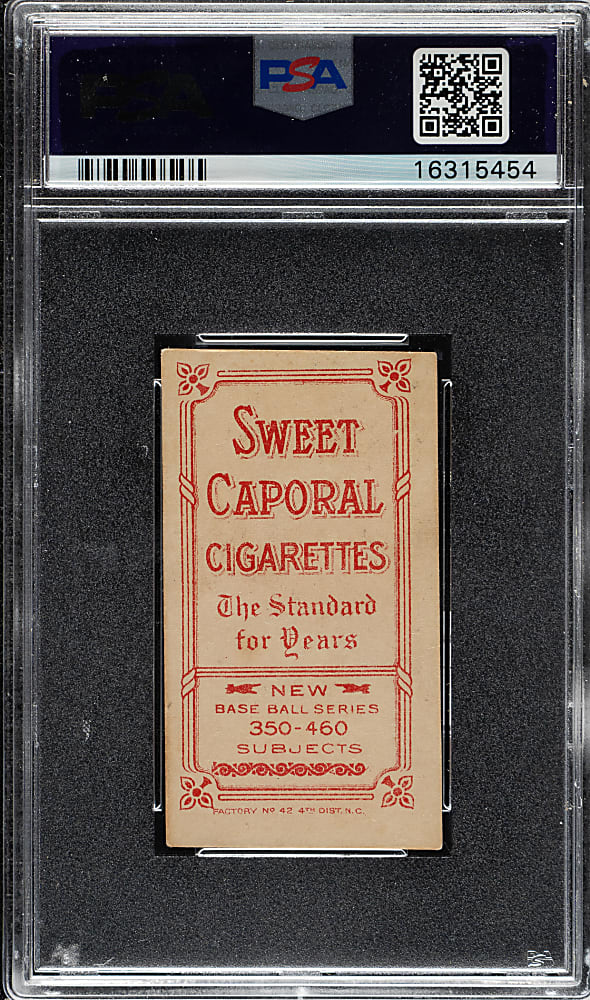 PSA
16315454
SWEET
CAPORAL
CIGARETTES
The Standard
for Years
NEW
BASE BALL SERIES
350-460
SUBJECTS
FACTORY Nº 42 4TH DIST. N.C.